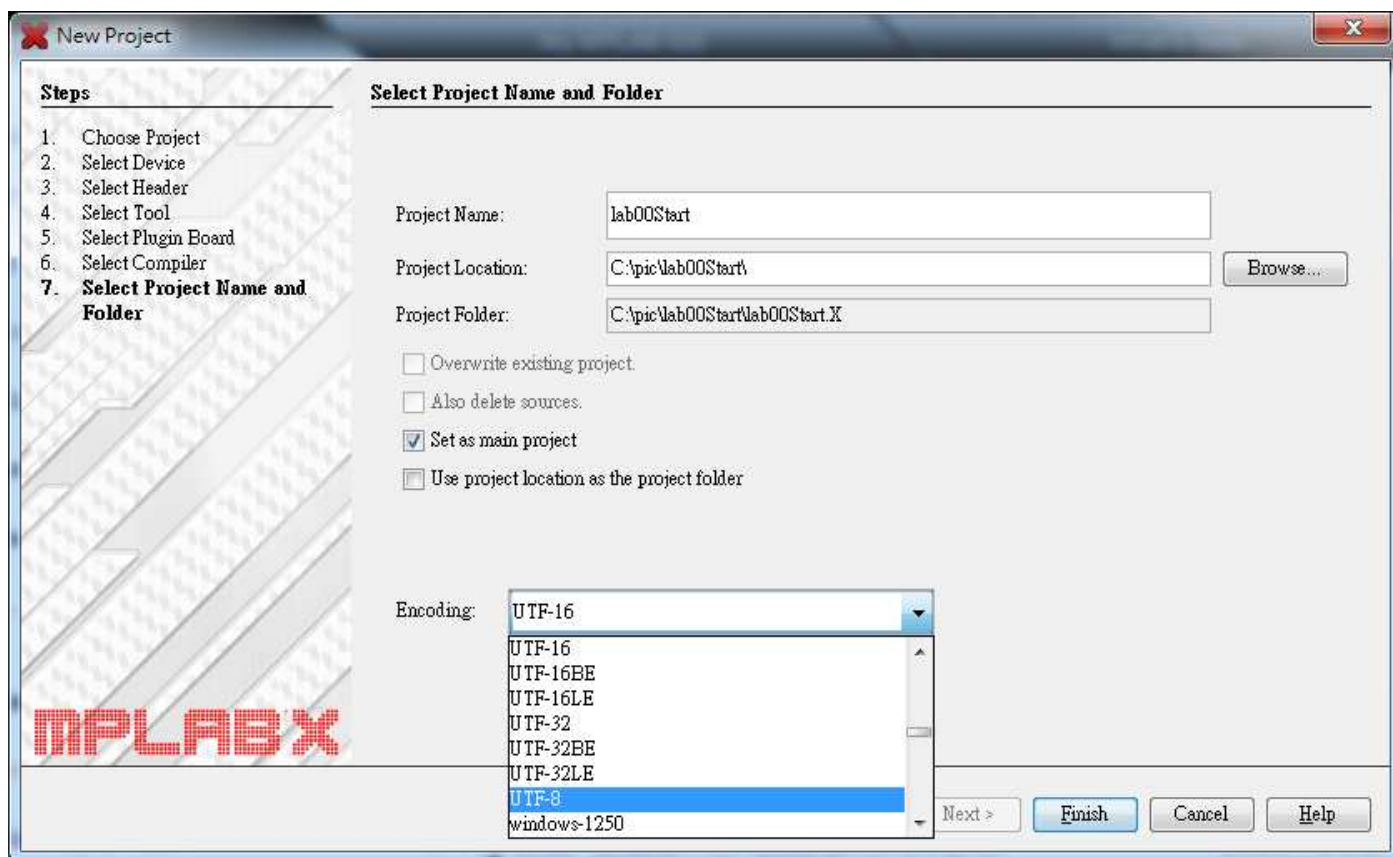 New Project
Steps
1. Choose Project
2. Select Device
3. Select Header
4. Select Tool
5. Select Plugin Board
6. Select Compiler
7. Select Project Name and
Folder
MPLAB X
Select Project Name and Folder
Project Name: lab00Start
Project Location: C:\pic\lab00Start\ Browse...
Project Folder: C:\pic\lab00Start\lab00Start.X
Overwrite existing project.
Also delete sources.
Set as main project
Use project location as the project folder
Encoding: UTF-16
UTF-16
UTF-16BE
UTF-16LE
UTF-32
UTF-32BE
UTF-32LE
UTF-8
windows-1250
Next > Finish Cancel Help